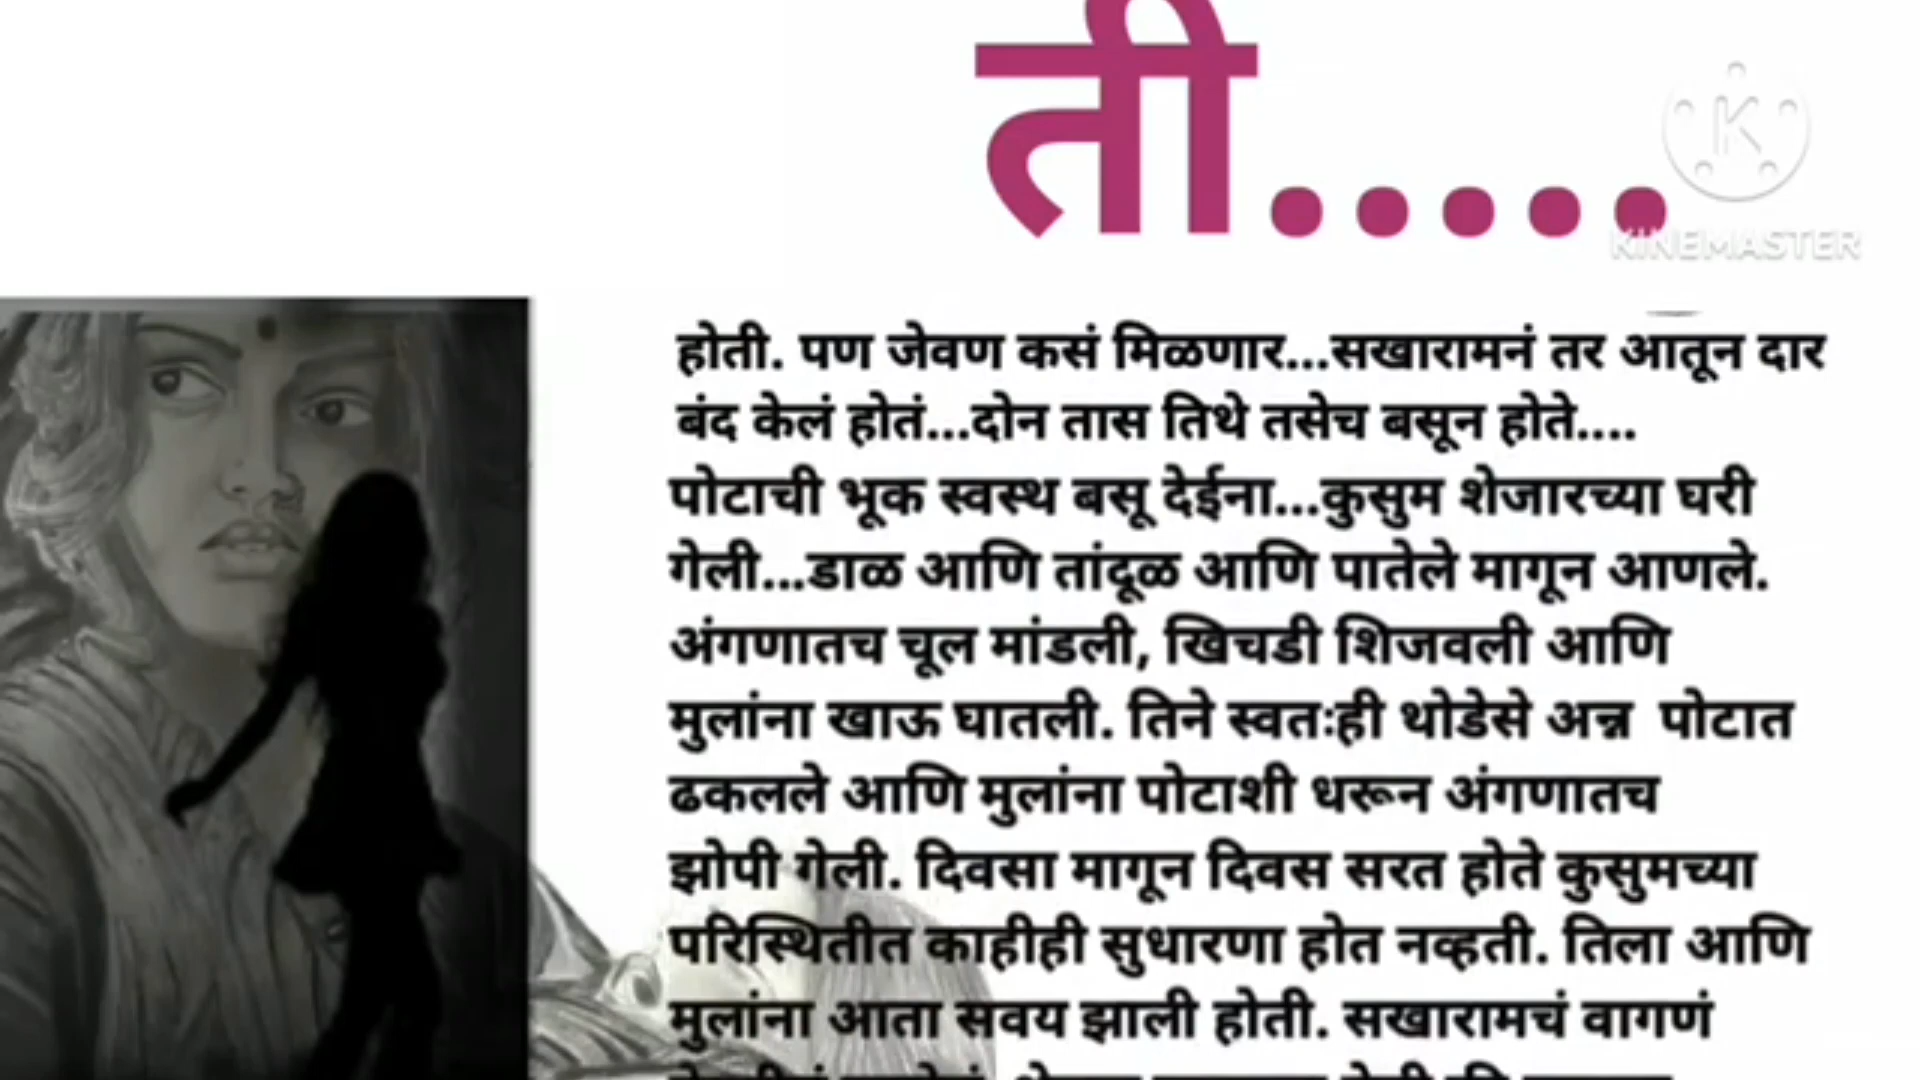 ती.....
KINEMASTER
होती. पण जेवण कसं मिळणार...सखारामनं तर आतून दार
बंद केलं होतं...दोन तास तिथे तसेच बसून होते....
पोटाची भूक स्वस्थ बसू देईना...कुसुम शेजारच्या घरी
गेली...डाळ आणि तांदूळ आणि पातेले मागून आणले.
अंगणातच चूल मांडली, खिचडी शिजवली आणि
मुलांना खाऊ घातली. तिने स्वतःही थोडेसे अन्न पोटात
ढकलले आणि मुलांना पोटाशी धरून अंगणातच
झोपी गेली. दिवसा मागून दिवस सरत होते कुसुमच्या
परिस्थितीत काहीही सुधारणा होत नव्हती. तिला आणि
मुलांना आता सवय झाली होती. सखारामचं वागणं